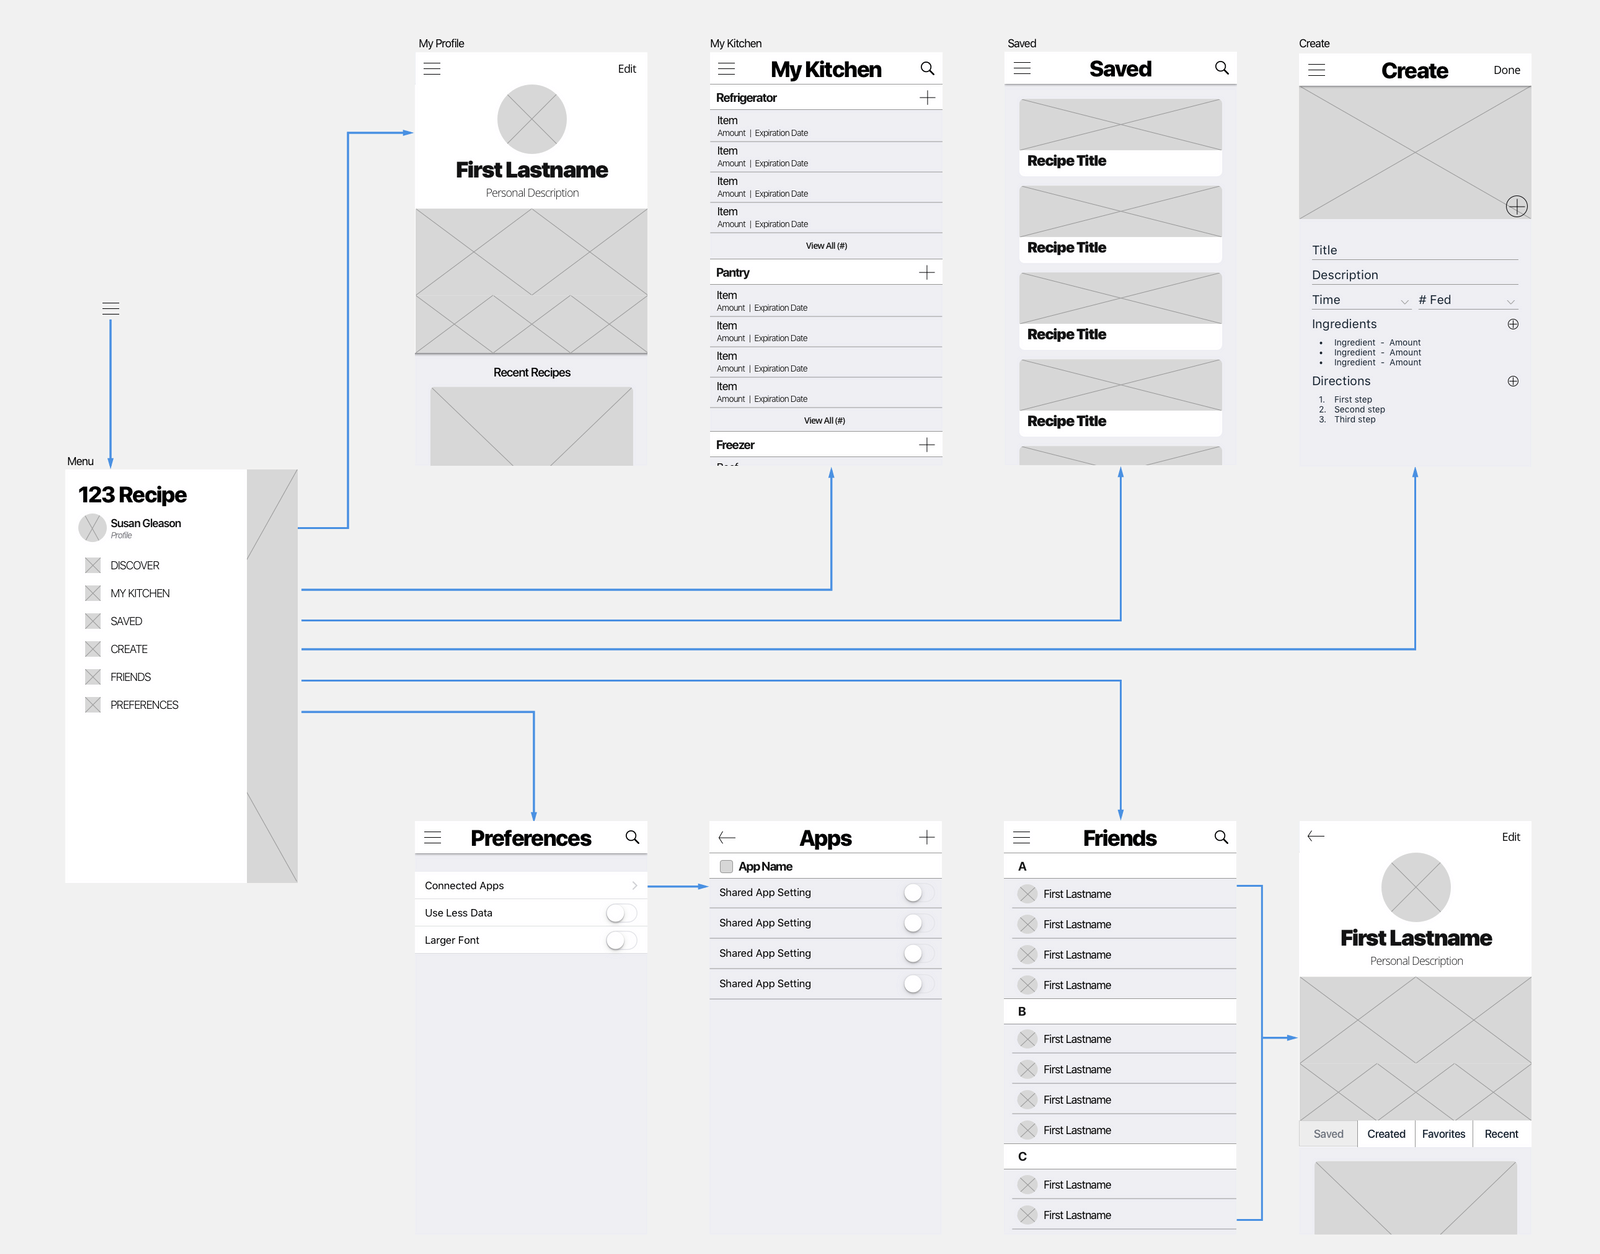 My Profile
Edit
First Lastname
Personal Description
Recent Recipes
My Kitchen
My Kitchen
Refrigerator
Item
Amount | Expiration Date
Item
Amount | Expiration Date
Item
Amount | Expiration Date
Item
Amount | Expiration Date
View All (#)
Pantry
Item
Amount | Expiration Date
Item
Amount | Expiration Date
Item
Amount | Expiration Date
Item
Amount | Expiration Date
View All (#)
Freezer
Saved
Saved
Recipe Title
Recipe Title
Recipe Title
Recipe Title
Create
Create
Done
Title
Description
Time
# Fed
Ingredients
• Ingredient - Amount
• Ingredient - Amount
• Ingredient - Amount
Directions
1. First step
2. Second step
3. Third step
Menu
123 Recipe
Susan Gleason
Profile
DISCOVER
MY KITCHEN
SAVED
CREATE
FRIENDS
PREFERENCES
Preferences
Connected Apps
Use Less Data
Larger Font
Apps
App Name
Shared App Setting
Shared App Setting
Shared App Setting
Shared App Setting
Friends
A
First Lastname
First Lastname
First Lastname
First Lastname
B
First Lastname
First Lastname
First Lastname
First Lastname
C
First Lastname
First Lastname
Edit
First Lastname
Personal Description
Saved
Created
Favorites
Recent